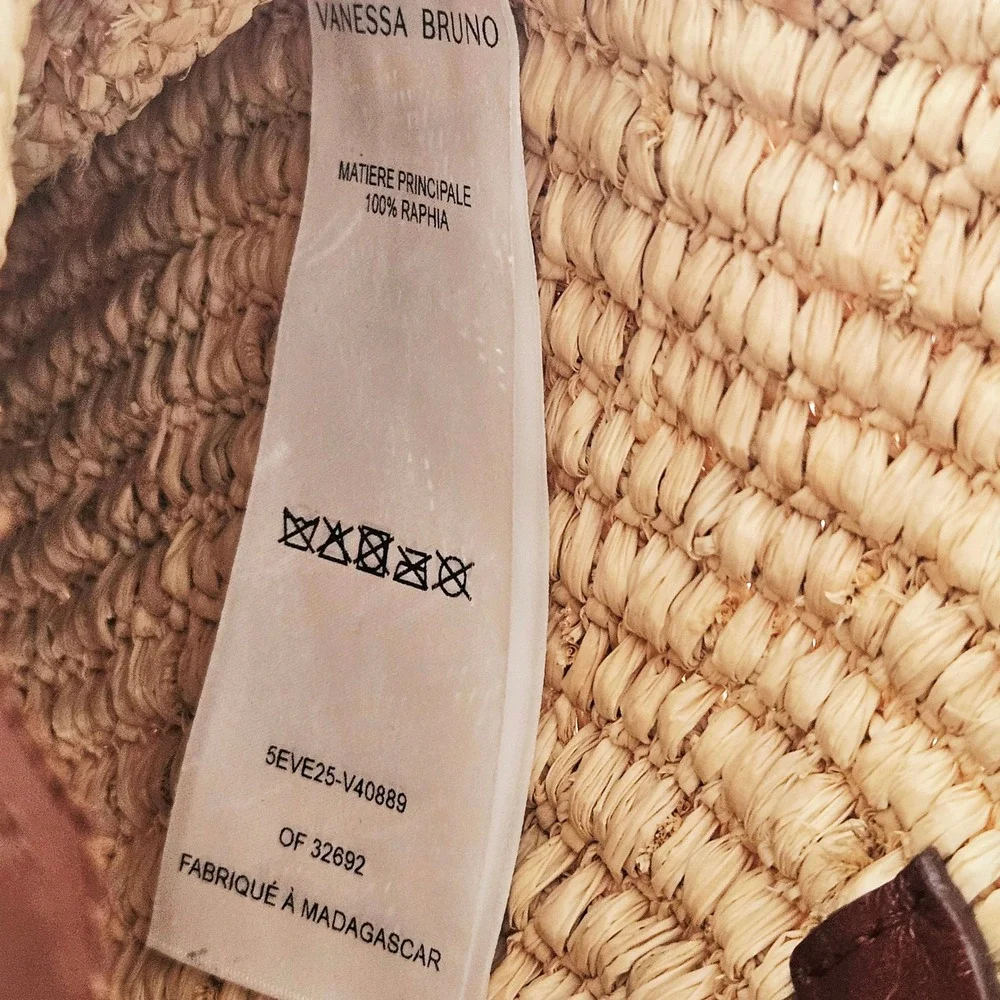 VANESSA BRUNO
MATIERE PRINCIPALE
100% RAPHIA
5EVE25-V40889
OF 32692
FABRIQUÉ À MADAGASCAR